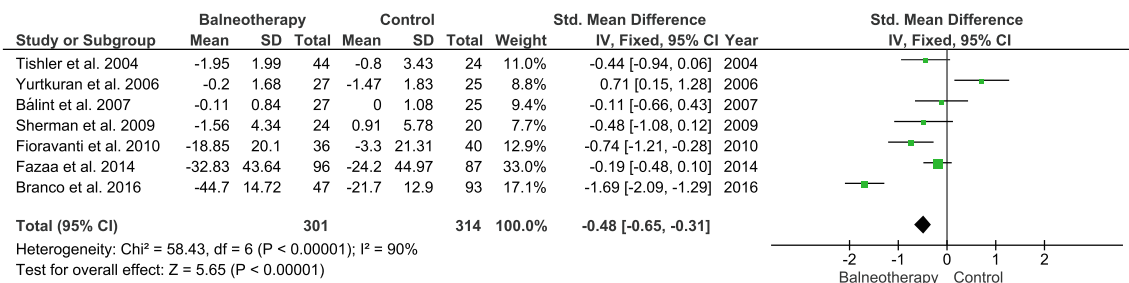 Balneotherapy Control Std. Mean Difference Std. Mean Difference
Study or Subgroup Mean SD Total Mean SD Total Weight IV, Fixed, 95% CI Year IV, Fixed, 95% CI
Tishler et al. 2004 -1.95 1.99 44 -0.8 3.43 24 11.0% -0.44 [-0.94, 0.06] 2004
Yurtkuran et al. 2006 -0.2 1.68 27 -1.47 1.83 25 8.8% 0.71 [0.15, 1.28] 2006
Bálint et al. 2007 -0.11 0.84 27 0 1.08 25 9.4% -0.11 [-0.66, 0.43] 2007
Sherman et al. 2009 -1.56 4.34 24 0.91 5.78 20 7.7% -0.48 [-1.08, 0.12] 2009
Fioravanti et al. 2010 -18.85 20.1 36 -3.3 21.31 40 12.9% -0.74 [-1.21, -0.28] 2010
Fazaa et al. 2014 -32.83 43.64 96 -24.2 44.97 87 33.0% -0.19 [-0.48, 0.10] 2014
Branco et al. 2016 -44.7 14.72 47 -21.7 12.9 93 17.1% -1.69 [-2.09, -1.29] 2016
Total (95% CI) 301 314 100.0% -0.48 [-0.65, -0.31]
Heterogeneity: Chi² = 58.43, df = 6 (P < 0.00001); I² = 90%
Test for overall effect: Z = 5.65 (P < 0.00001)
-2 -1 0 1 2
Balneotherapy Control